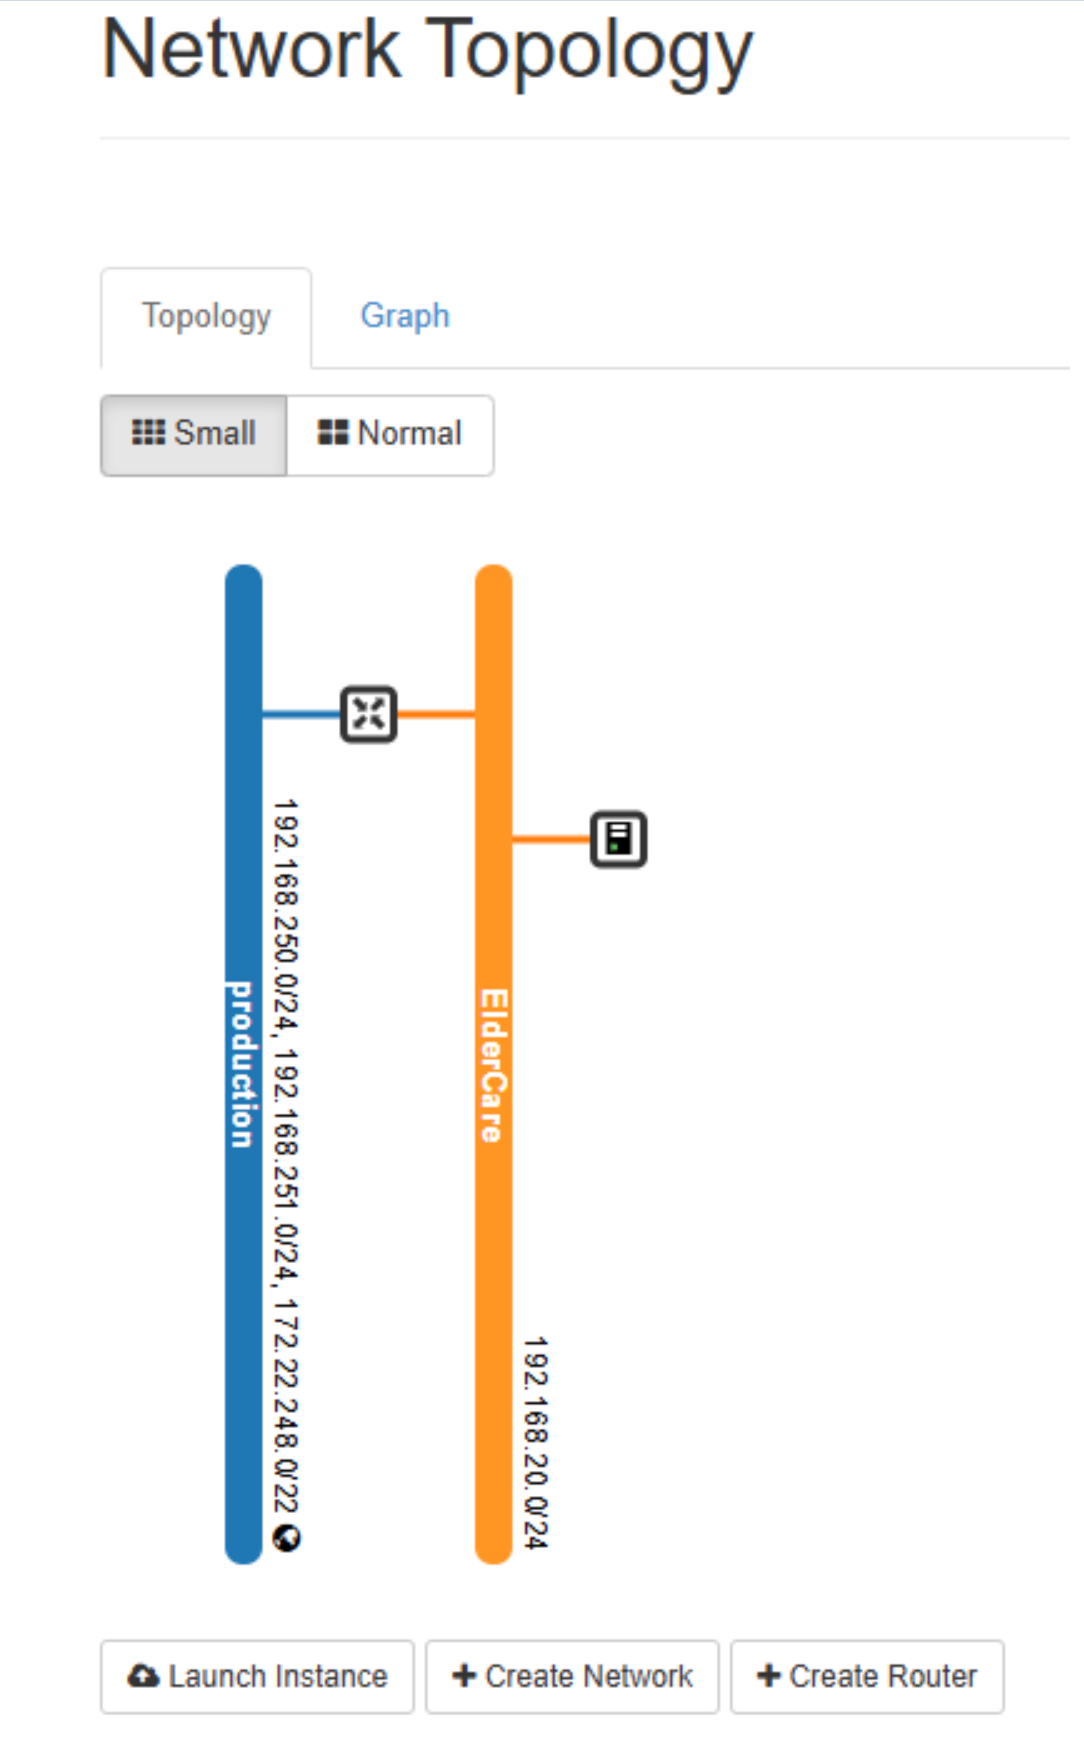 Network Topology
Topology
Graph
Small
Normal
production
192.168.250.0/24, 192.168.251.0/24, 172.22.248.0/22
ElderCare
192.168.20.0/24
Launch Instance
Create Network
Create Router